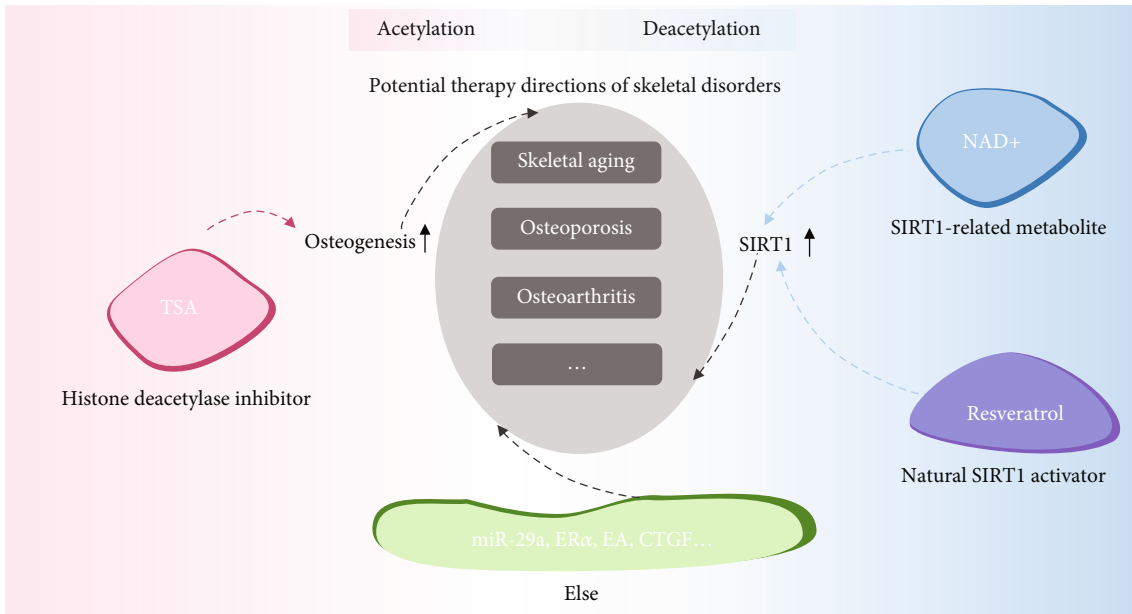 Acetylation
Deacetylation
Potential therapy directions of skeletal disorders
Skeletal aging
NAD+
Osteoporosis
SIRT1-related metabolite
Osteogenesis ↑
SIRT1 ↑
TSA
Osteoarthritis
…
Histone deacetylase inhibitor
Resveratrol
Natural SIRT1 activator
miR-29a, ERα, EA, CTGF…
Else